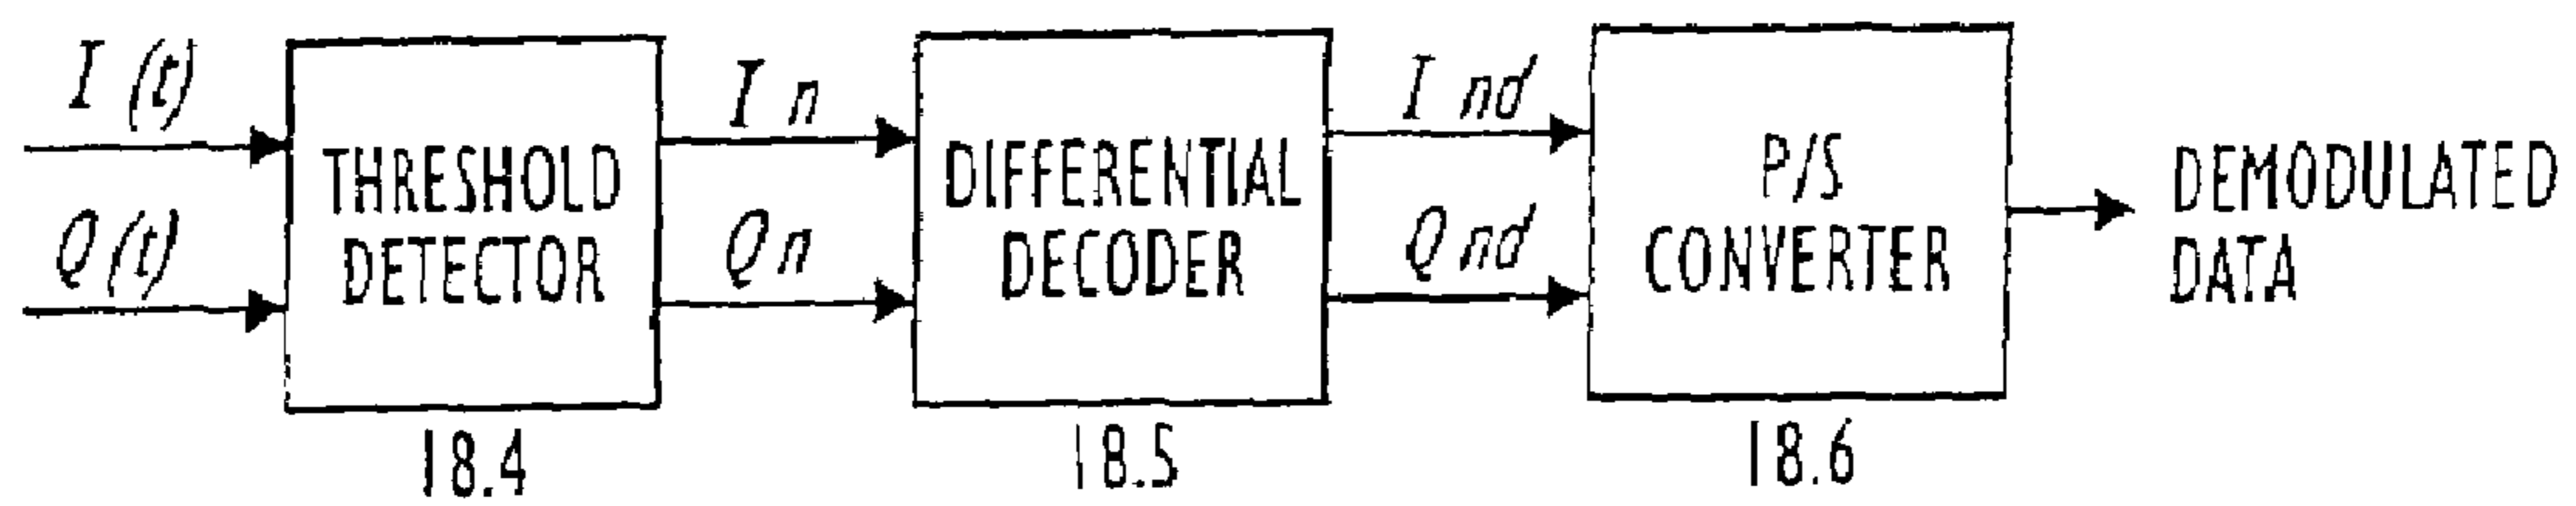 I (t)
Q(t)
THRESHOLD
DETECTOR
18.4
I n
Q n
DIFFERENTIAL
DECODER
18.5
I nd
Q nd
P/S
CONVERTER
18.6
DEMODULATED
DATA